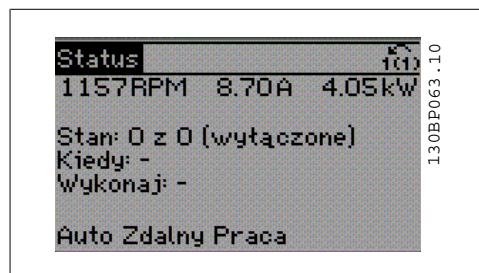 Status 1(1)
1157RPM 8.70A 4.05kW
Stan: 0 z 0 (wyłączone)
Kiedy: -
Wykonaj: -
Auto Zdalny Praca
130BP063.10